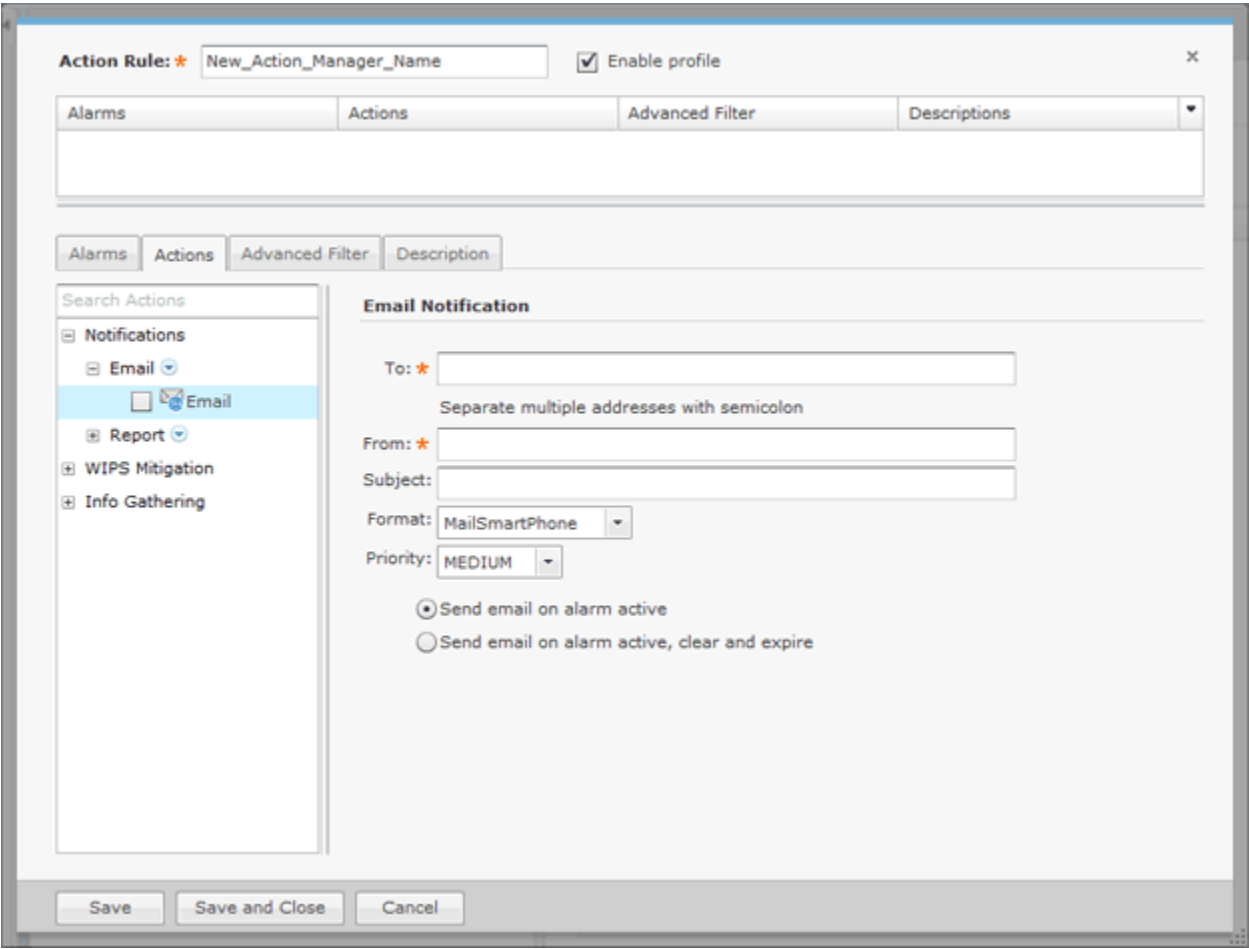 Action Rule: * New_Action_Manager_Name Enable profile
Alarms Actions Advanced Filter Descriptions
Alarms Actions Advanced Filter Description
Search Actions
Notifications
Email
Email
Report
WIPS Mitigation
Info Gathering
Email Notification
To: *
Separate multiple addresses with semicolon
From: *
Subject:
Format: MailSmartPhone
Priority: MEDIUM
Send email on alarm active
Send email on alarm active, clear and expire
Save Save and Close Cancel